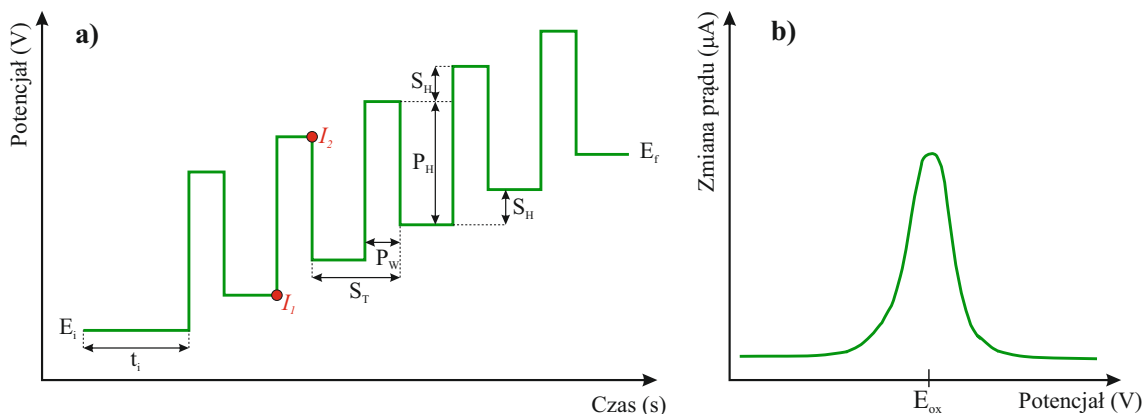 a)
Potencjał (V)
S_H
I_2
P_H
E_f
S_H
P_W
S_T
I_1
E_i
t_i
Czas (s)
b)
Zmiana prądu (µA)
E_ox
Potencjał (V)